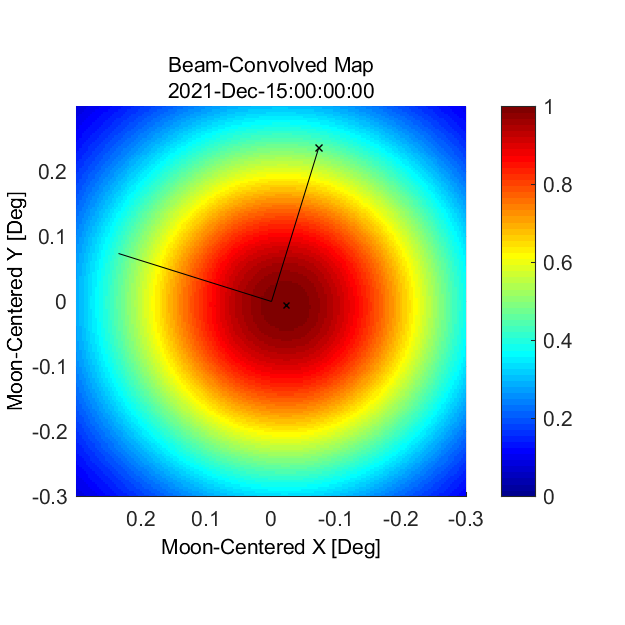 Beam-Convolved Map
2021-Dec-15:00:00:00
Moon-Centered Y [Deg]
0.2
0.1
0
-0.1
-0.2
-0.3
0.2 0.1 0 -0.1 -0.2 -0.3
Moon-Centered X [Deg]
1
0.8
0.6
0.4
0.2
0